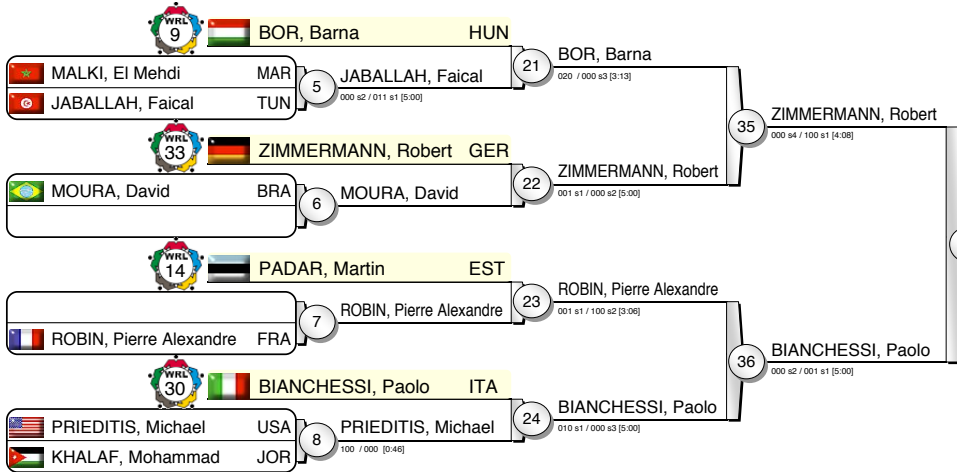 WRL
9
BOR, Barna HUN
MALKI, El Mehdi MAR
JABALLAH, Faical TUN
5
JABALLAH, Faical
000 s2 / 011 s1 [5:00]
21
BOR, Barna
020 / 000 s3 [3:13]
WRL
33
ZIMMERMANN, Robert GER
MOURA, David BRA
6
MOURA, David
22
ZIMMERMANN, Robert
001 s1 / 000 s2 [5:00]
35
ZIMMERMANN, Robert
000 s4 / 100 s1 [4:08]
WRL
14
PADAR, Martin EST
ROBIN, Pierre Alexandre FRA
7
ROBIN, Pierre Alexandre
23
ROBIN, Pierre Alexandre
001 s1 / 100 s2 [3:06]
WRL
30
BIANCHESSI, Paolo ITA
PRIEDITIS, Michael USA
KHALAF, Mohammad JOR
8
PRIEDITIS, Michael
100 / 000 [0:46]
24
BIANCHESSI, Paolo
010 s1 / 000 s3 [5:00]
36
BIANCHESSI, Paolo
000 s2 / 001 s1 [5:00]